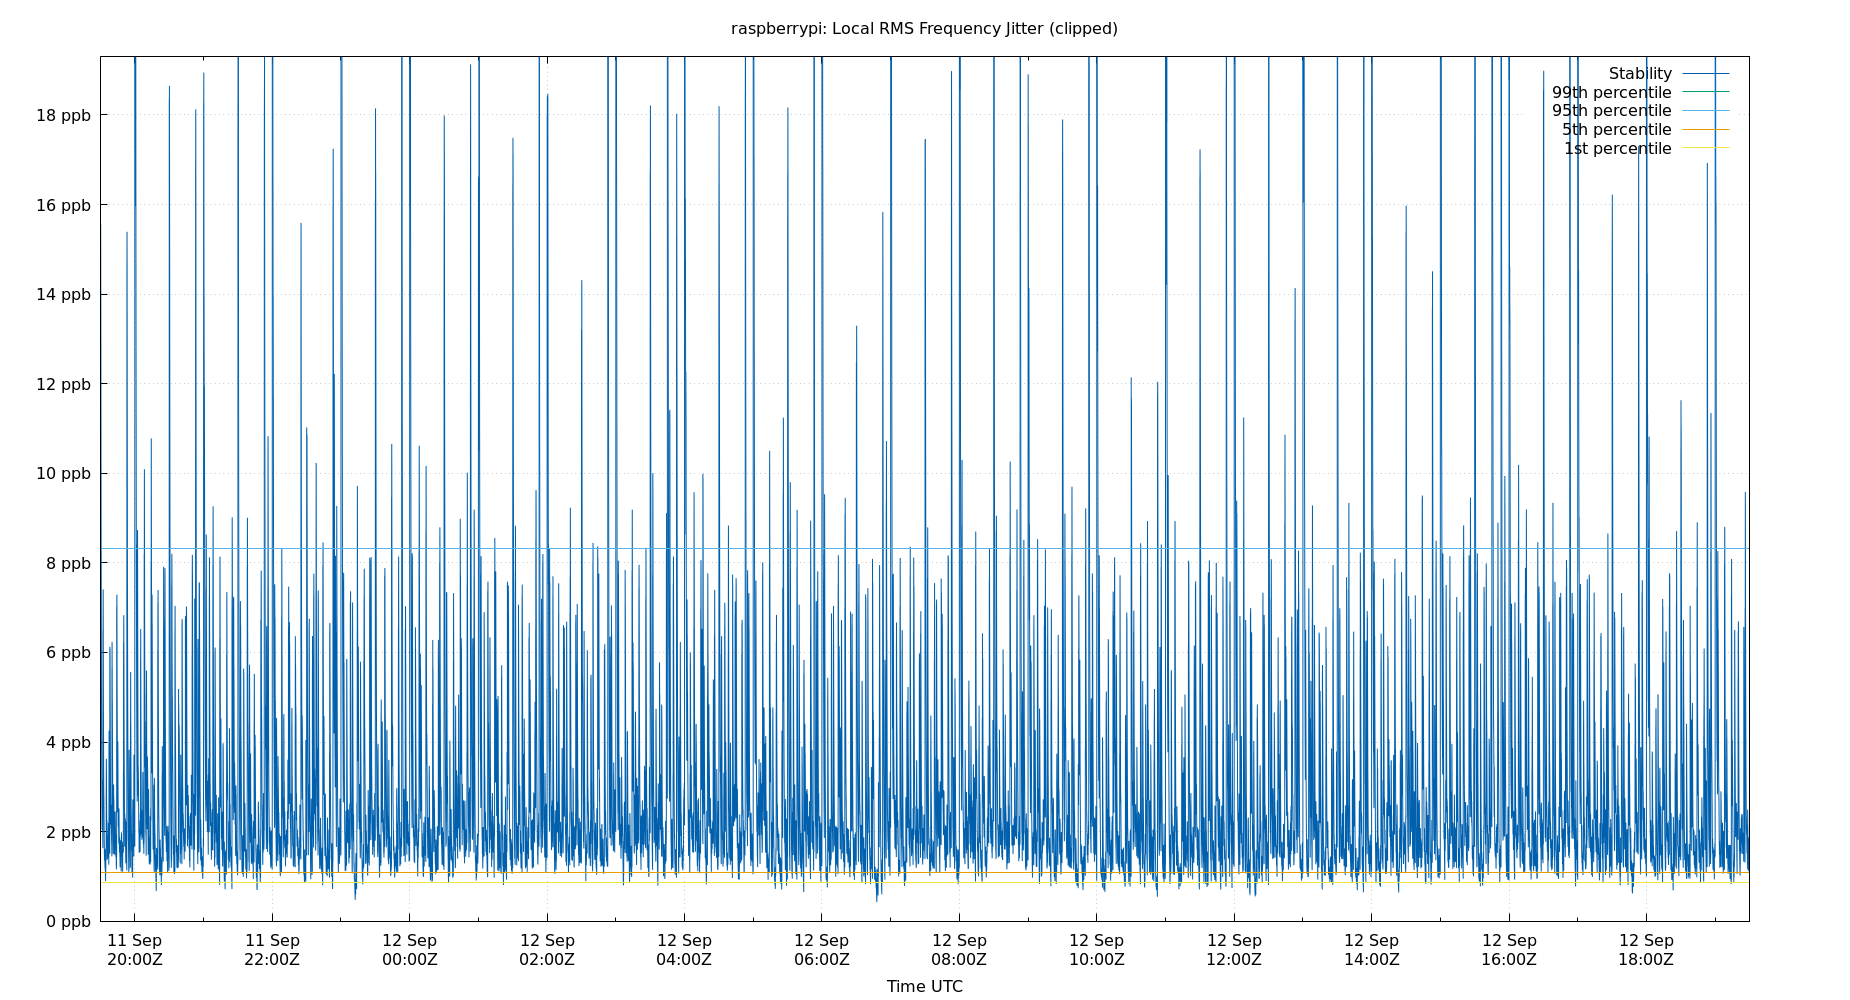 raspberrypi: Local RMS Frequency Jitter (clipped)
Stability
99th percentile
95th percentile
5th percentile
1st percentile
18 ppb
16 ppb
14 ppb
12 ppb
10 ppb
8 ppb
6 ppb
4 ppb
2 ppb
0 ppb
11 Sep 11 Sep 12 Sep 12 Sep 12 Sep 12 Sep 12 Sep 12 Sep 12 Sep 12 Sep 12 Sep 12 Sep
20:00Z 22:00Z 00:00Z 02:00Z 04:00Z 06:00Z 08:00Z 10:00Z 12:00Z 14:00Z 16:00Z 18:00Z
Time UTC